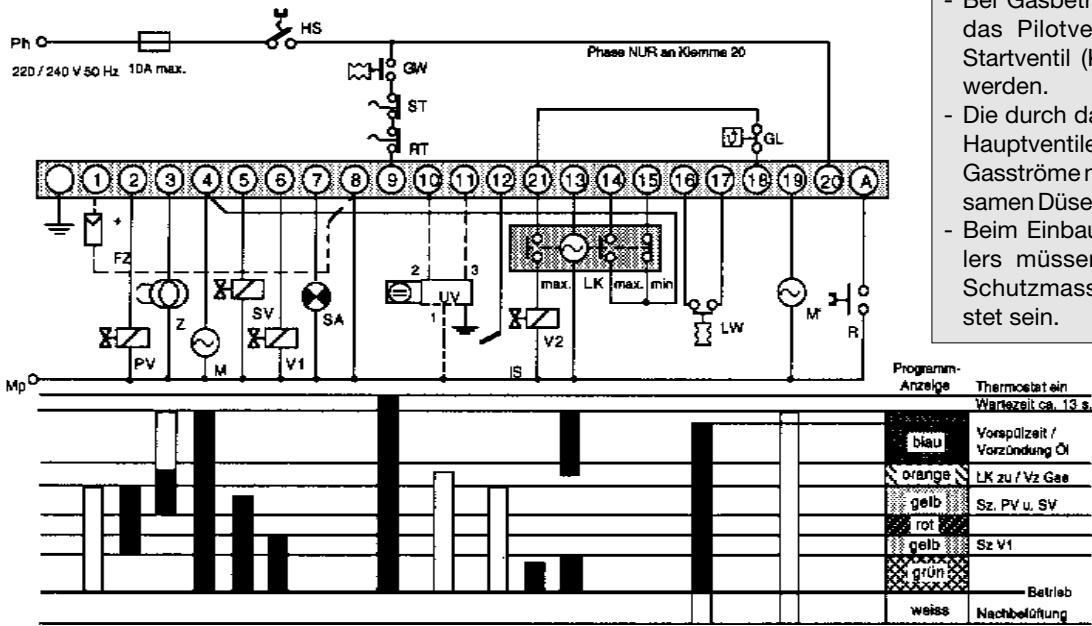 Ph
HS
220 / 240 V 50 Hz 10A max.
Phase NUR an Klemme 20
GW
ST
RT
GL
1 2 3 4 5 6 7 8 9 10 11 12 21 13 14 15 16 17 18 19 20 A
+
FZ
2 3
UV
1
max. LK max. min
Z
SV
SA
PV
M
V1
V2
IS
LW
M'
R
Mp
- Bei Gasbetr
das Pilotve
Startventil (
werden.
- Die durch da
Hauptventile
Gasströme
samen Düse
- Beim Einbau
lers müsse
Schutzmass
stet sein.
Programm-
Anzeige
Thermostat ein
Wartezeit ca. 13 s.
blau
Vorspülzeit /
Vorzündung Öl
orange LK zu / Vz Gas
gelb Sz. PV u. SV
rot
gelb Sz V1
grün
Betrieb
weiss Nachbelüftung